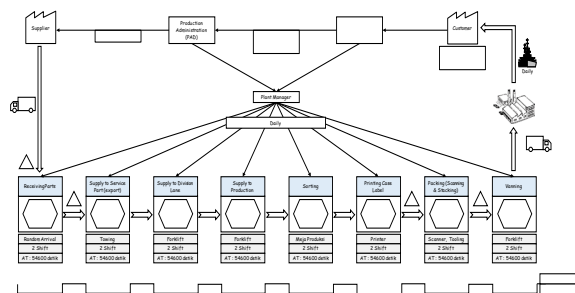 Supplier
Production
Administration
(PAD)
Customer
Daily
Plant Manager
Daily
Receiving Parts
Supply to Service
Part(export)
Supply to Division
Lane
Supply to
Production
Sorting
Printing Case
Label
Packing (Scanning
& Stacking)
Vanning
Random Arrival
Towing
Forklift
Forklift
Meja Produksi
Printer
Scanner, Tooling
Forklift
2 Shift
2 Shift
2 Shift
2 Shift
2 Shift
2 Shift
2 Shift
2 Shift
AT : 54600 detik
AT : 54600 detik
AT : 54600 detik
AT : 54600 detik
AT : 54600 detik
AT : 54600 detik
AT : 54600 detik
AT : 54600 detik